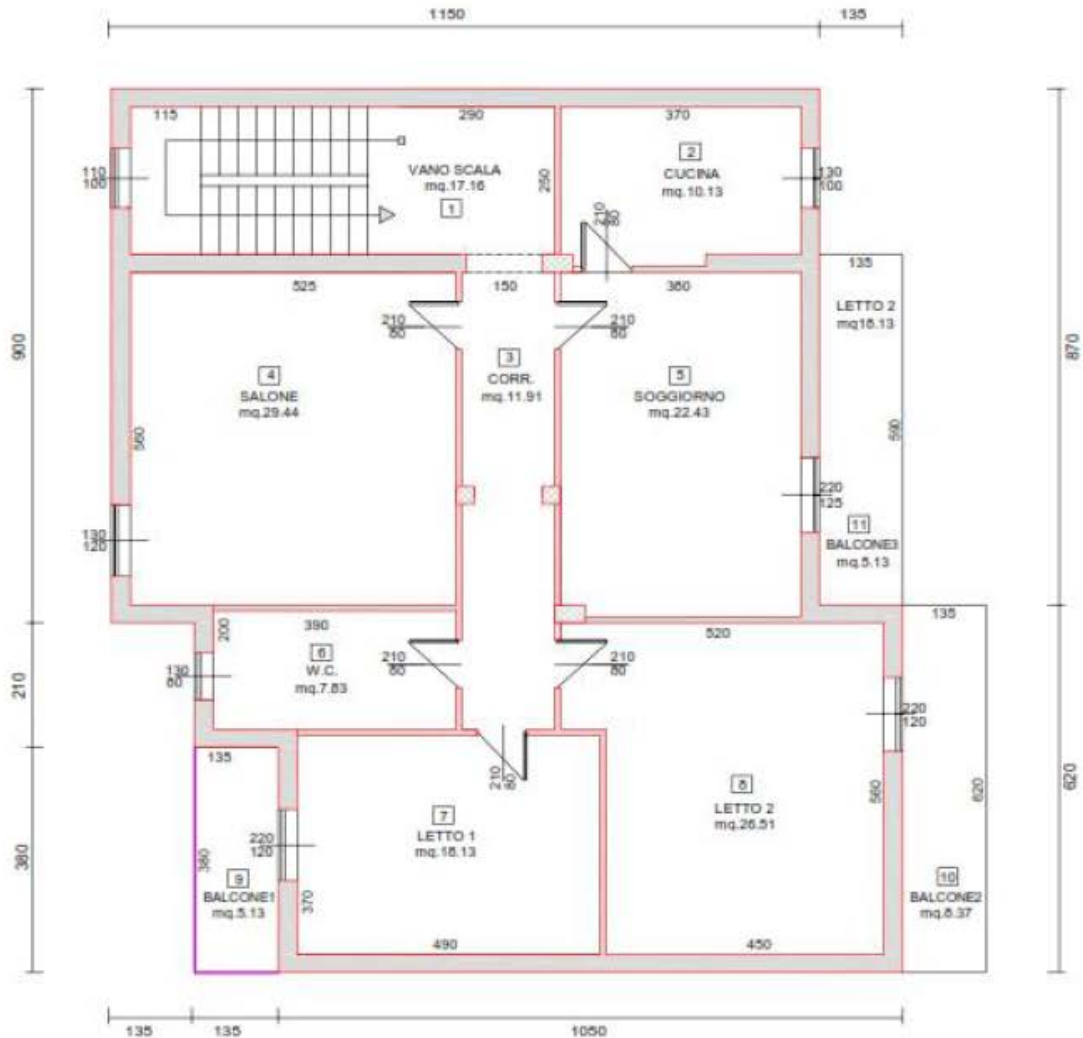 1150
135
115
290
370
VANO SCALA
mq.17.16
1
250
2
CUCINA
mq.10.13
110
100
130
100
210
80
525
150
360
135
LETTO 2
mq18.13
210
80
210
80
3
CORR.
mq.11.91
4
SALONE
mq.29.44
5
SOGGIORNO
mq.22.43
900
870
560
590
220
125
11
BALCONE3
mq.5.13
130
120
200
390
520
135
6
W.C.
mq.7.83
210
80
210
80
130
80
210
220
120
135
210
80
7
LETTO 1
mq.18.13
8
LETTO 2
mq.26.51
560
620
620
220
120
380
380
9
BALCONE1
mq.5.13
370
10
BALCONE2
mq.8.37
490
450
135
135
1050